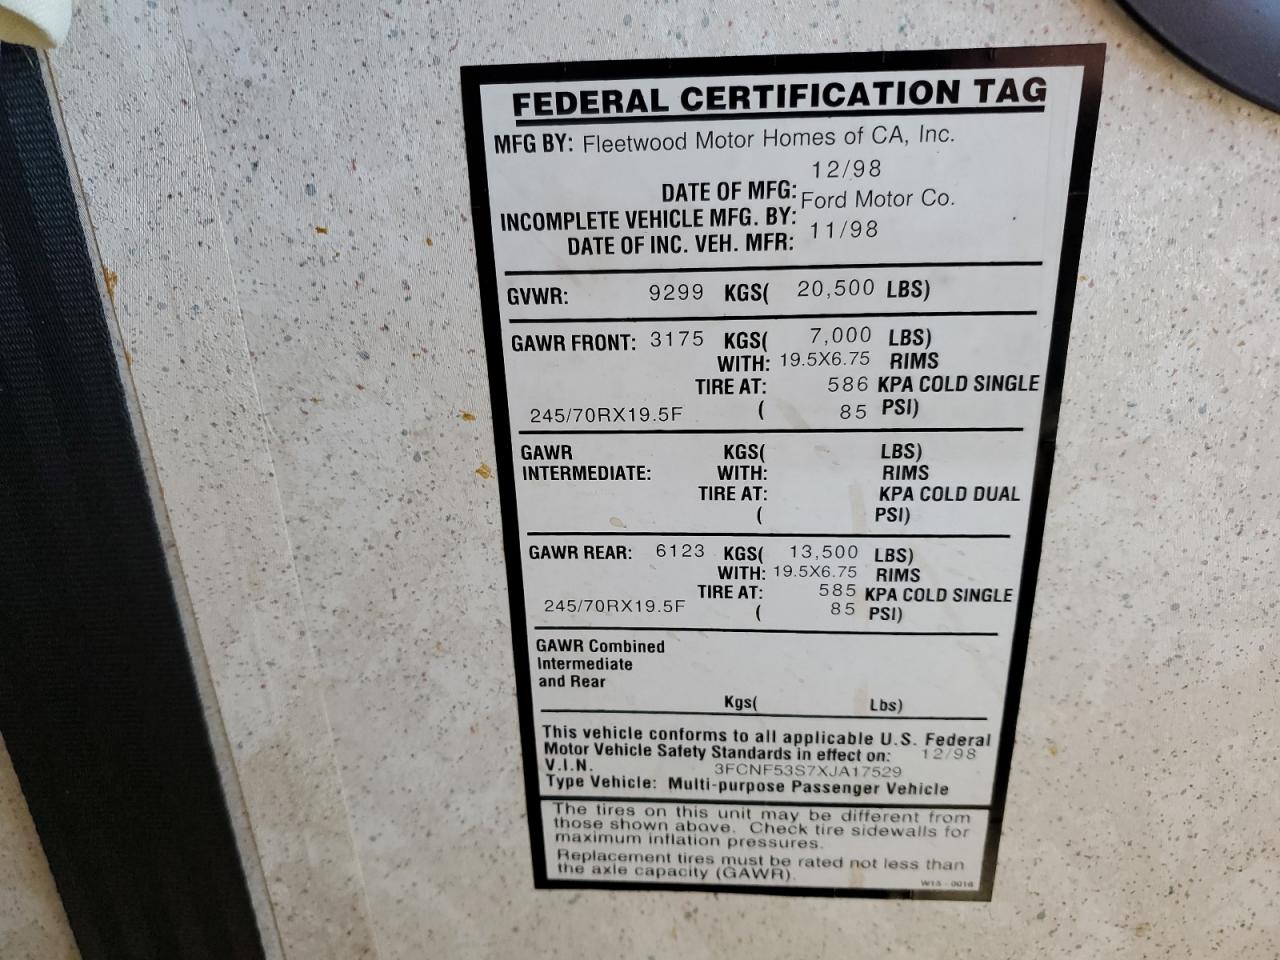 FEDERAL CERTIFICATION TAG
MFG BY: Fleetwood Motor Homes of CA, Inc.
DATE OF MFG: 12/98
INCOMPLETE VEHICLE MFG. BY: Ford Motor Co.
DATE OF INC. VEH. MFR: 11/98
GVWR: 9299 KGS( 20,500 LBS)
GAWR FRONT: 3175 KGS( 7,000 LBS)
WITH: 19.5X6.75 RIMS
TIRE AT: 586 KPA COLD SINGLE
245/70RX19.5F ( 85 PSI)
GAWR KGS( LBS)
INTERMEDIATE: WITH: RIMS
TIRE AT: KPA COLD DUAL
( PSI)
GAWR REAR: 6123 KGS( 13,500 LBS)
WITH: 19.5X6.75 RIMS
TIRE AT: 585 KPA COLD SINGLE
245/70RX19.5F ( 85 PSI)
GAWR Combined
Intermediate
and Rear
Kgs( Lbs)
This vehicle conforms to all applicable U.S. Federal
Motor Vehicle Safety Standards in effect on: 12/98
V.I.N. 3FCNF53S7XJA17529
Type Vehicle: Multi-purpose Passenger Vehicle
The tires on this unit may be different from
those shown above. Check tire sidewalls for
maximum inflation pressures.
Replacement tires must be rated not less than
the axle capacity (GAWR).
W15 - 0016